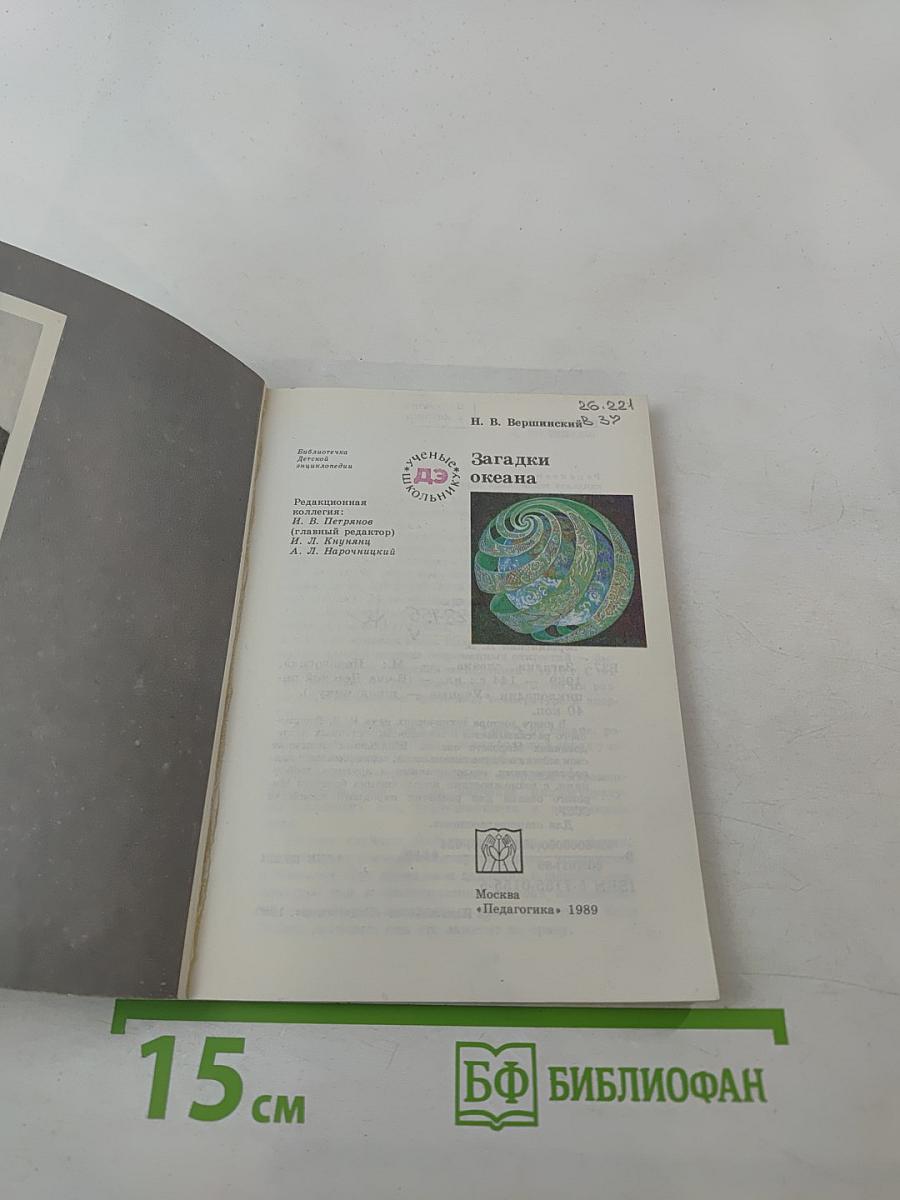 26.221
В 37
Н. В. Вершинский
Библиотечка
Детской
энциклопедии
УЧЕНЫЕ
ДЭ
ШКОЛЬНИКУ
Загадки
океана
Редакционная
коллегия:
И. В. Петрянов
(главный редактор)
И. Л. Кнунянц
А. Л. Нарочницкий
Москва
«Педагогика» 1989
15 см
БФ БИБЛИОФАН